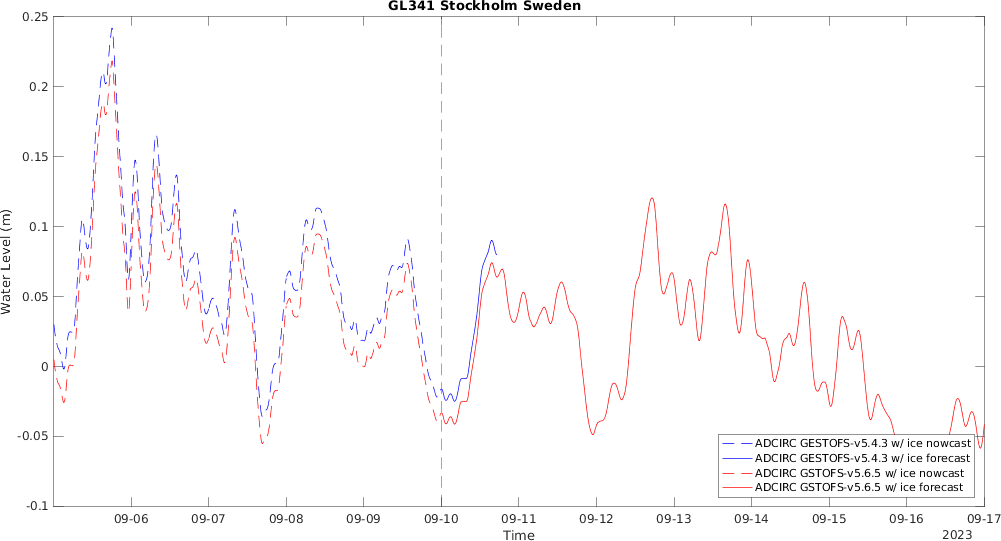 GL341 Stockholm Sweden
Water Level (m)
0.25
0.2
0.15
0.1
0.05
0
-0.05
-0.1
ADCIRC GESTOFS-v5.4.3 w/ ice nowcast
ADCIRC GESTOFS-v5.4.3 w/ ice forecast
ADCIRC GSTOFS-v5.6.5 w/ ice nowcast
ADCIRC GSTOFS-v5.6.5 w/ ice forecast
09-06 09-07 09-08 09-09 09-10 09-11 09-12 09-13 09-14 09-15 09-16 09-17
Time
2023